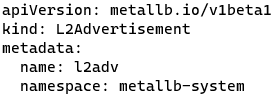 apiVersion: metallb.io/v1beta1
kind: L2Advertisement
metadata:
  name: l2adv
  namespace: metallb-system